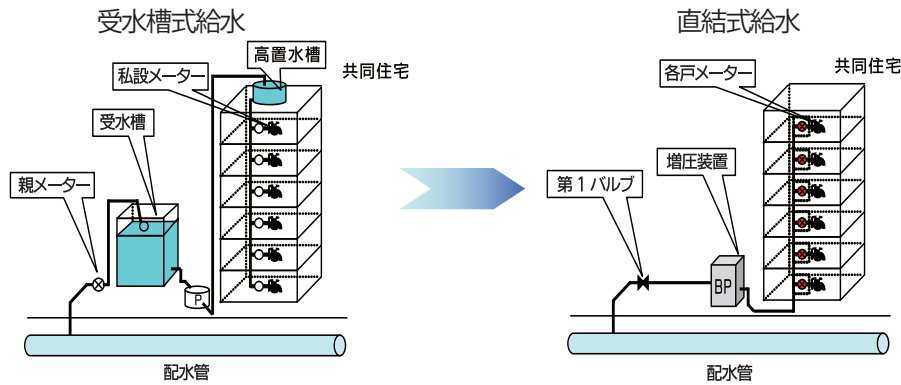 受水槽式給水
高置水槽
私設メーター
共同住宅
受水槽
親メーター
P
配水管
直結式給水
各戸メーター
共同住宅
増圧装置
第1バルブ
BP
配水管